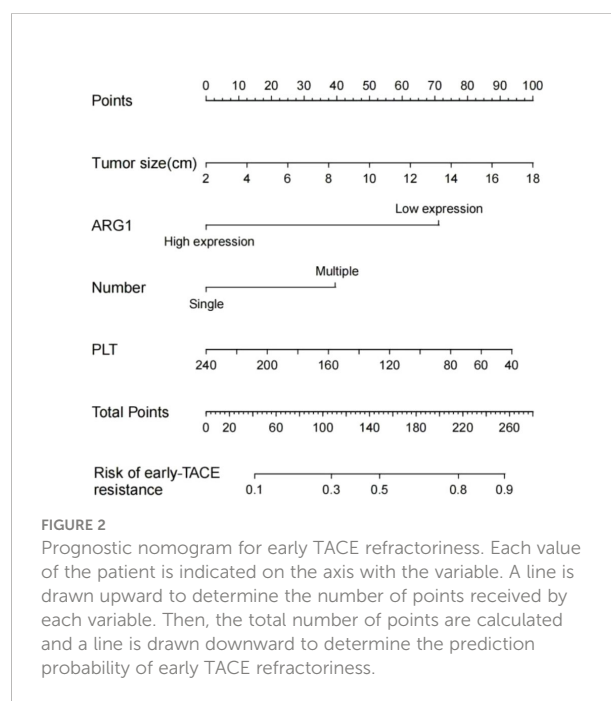 0 10 20 30 40 50 60 70 80 90 100
Points
Tumor size(cm)
2 4 6 8 10 12 14 16 18
Low expression
ARG1
High expression
Multiple
Number
Single
PLT
240 200 160 120 80 60 40
Total Points
0 20 60 100 140 180 220 260
Risk of early-TACE
resistance
0.1 0.3 0.5 0.8 0.9
FIGURE 2
Prognostic nomogram for early TACE refractoriness. Each value
of the patient is indicated on the axis with the variable. A line is
drawn upward to determine the number of points received by
each variable. Then, the total number of points are calculated
and a line is drawn downward to determine the prediction
probability of early TACE refractoriness.